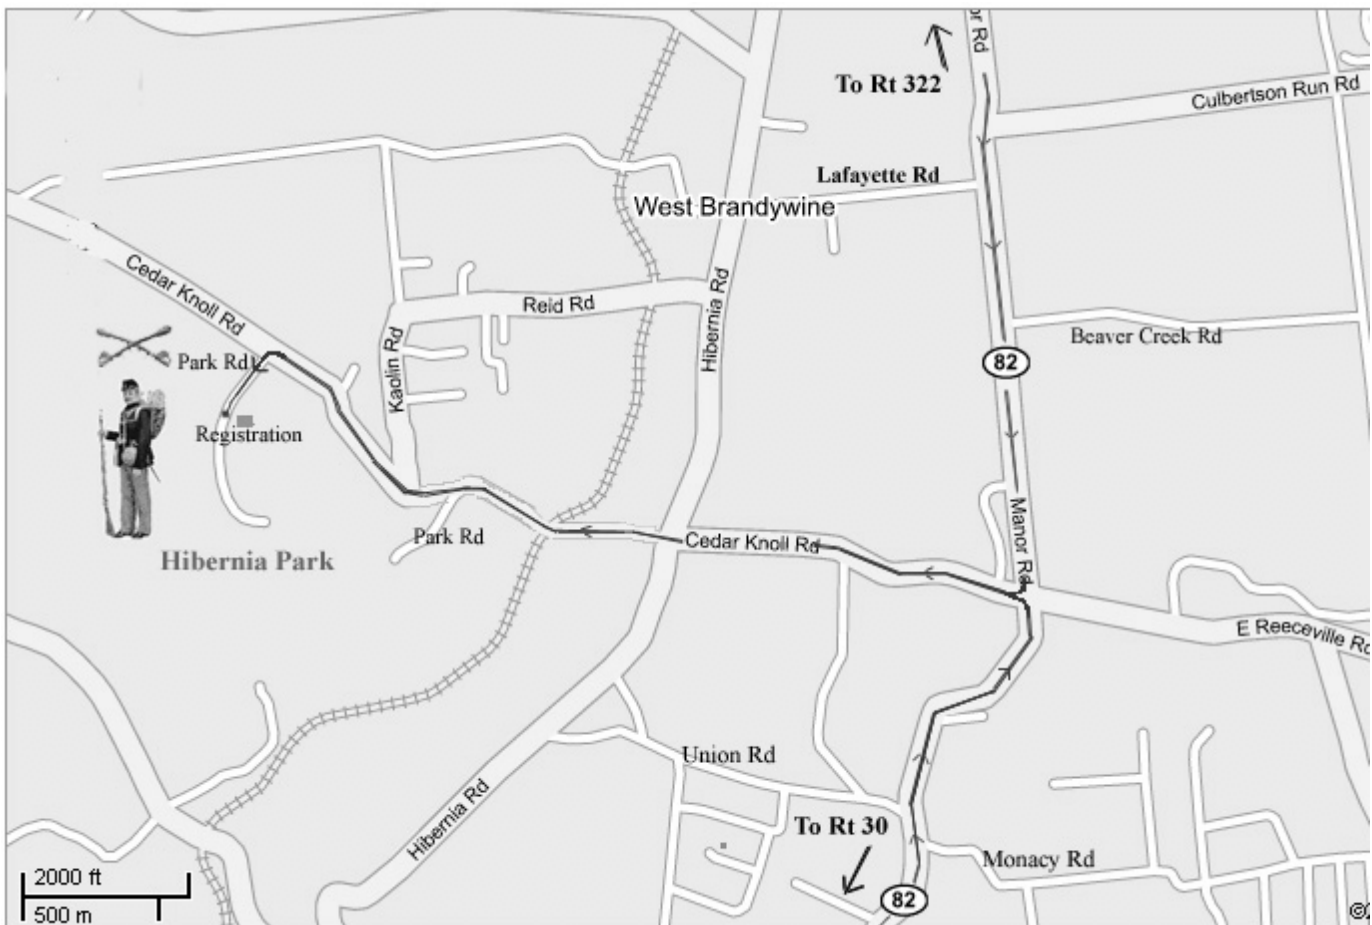 or Rd
To Rt 322
Culbertson Run Rd
Lafayette Rd
West Brandywine
Cedar Knoll Rd
Reid Rd
Hibernia Rd
Beaver Creek Rd
82
Park Rd
Kaolin Rd
Registration
Manor Rd
Park Rd
Cedar Knoll Rd
Hibernia Park
E Reeceville Rd
Union Rd
Hibernia Rd
To Rt 30
Monacy Rd
82
2000 ft
500 m
©